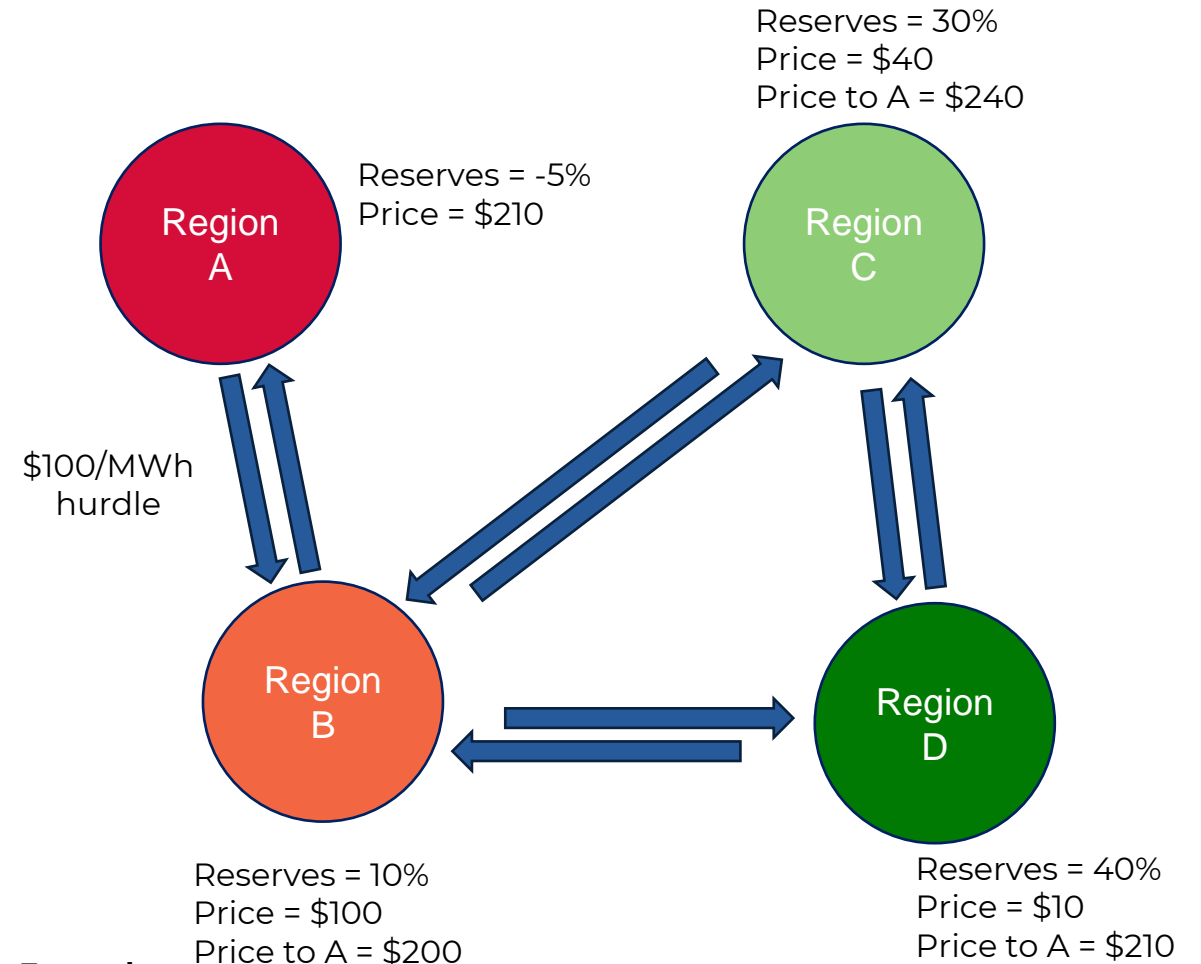 Reserves = 30%
Price = $40
Price to A = $240
Reserves = -5%
Price = $210
Region
A
Region
C
$100/MWh
hurdle
Region
B
Region
D
Reserves = 10%
Price = $100
Price to A = $200
Reserves = 40%
Price = $10
Price to A = $210